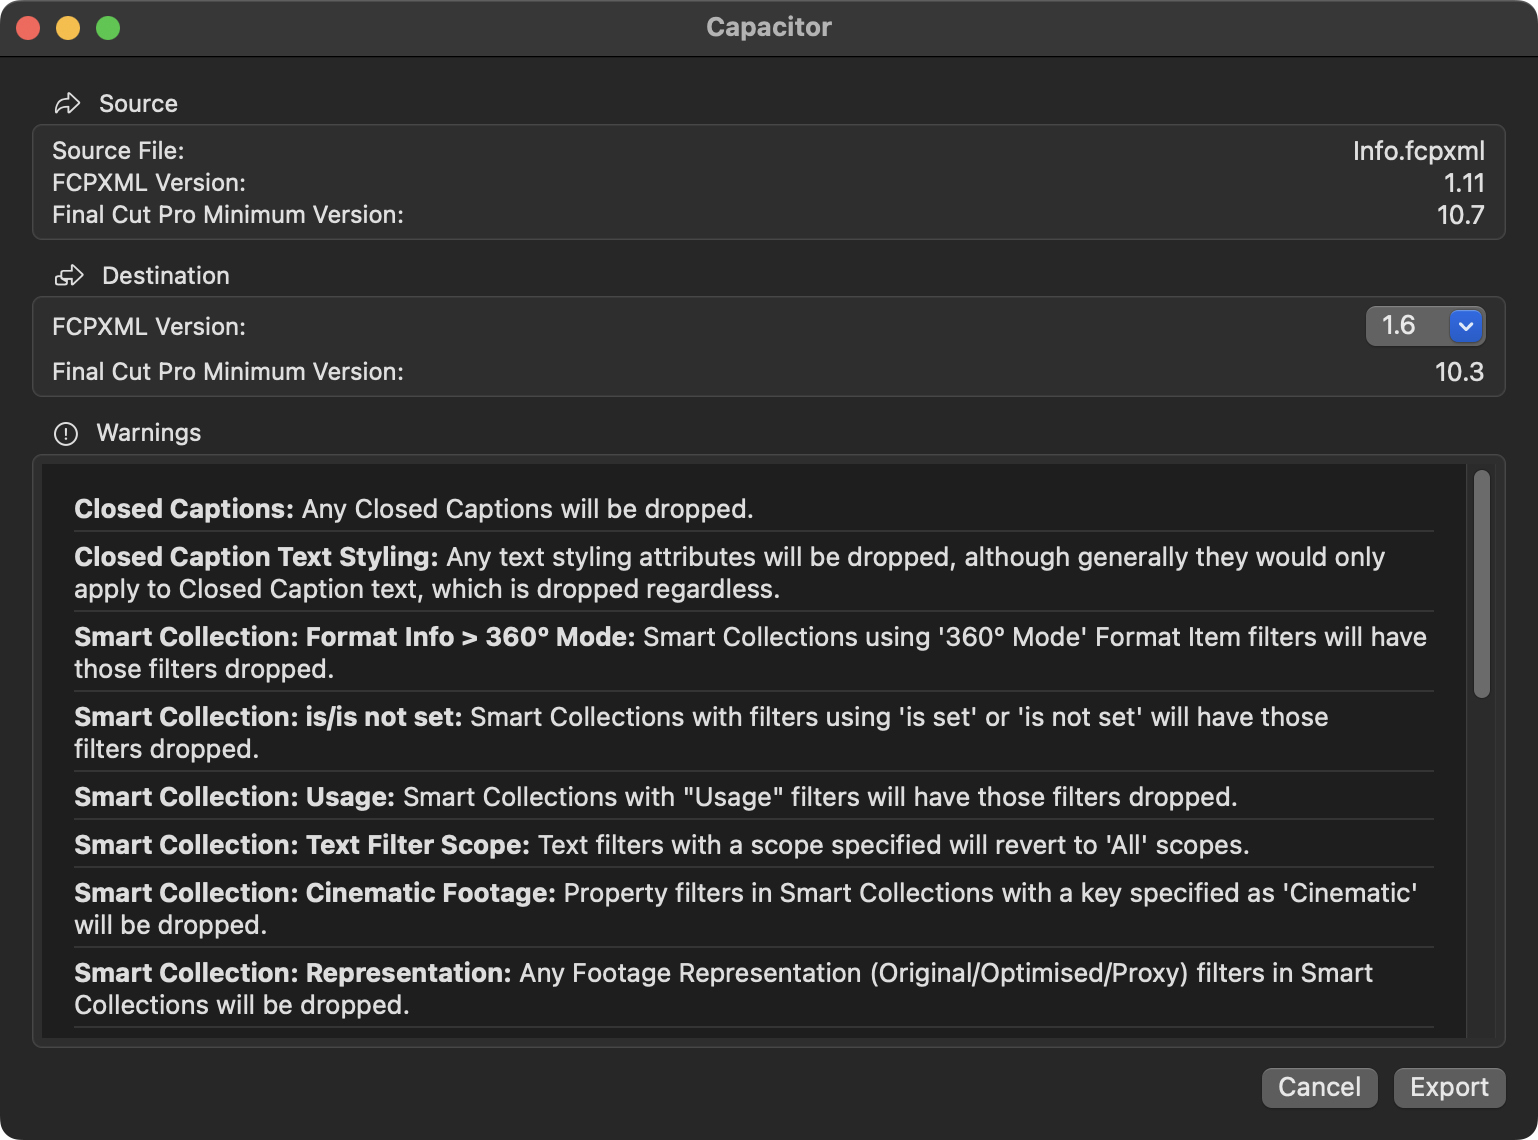 Capacitor
Source
Source File: Info.fcpxml
FCPXML Version: 1.11
Final Cut Pro Minimum Version: 10.7
Destination
FCPXML Version: 1.6
Final Cut Pro Minimum Version: 10.3
Warnings
Closed Captions: Any Closed Captions will be dropped.
Closed Caption Text Styling: Any text styling attributes will be dropped, although generally they would only
apply to Closed Caption text, which is dropped regardless.
Smart Collection: Format Info > 360° Mode: Smart Collections using '360° Mode' Format Item filters will have
those filters dropped.
Smart Collection: is/is not set: Smart Collections with filters using 'is set' or 'is not set' will have those
filters dropped.
Smart Collection: Usage: Smart Collections with "Usage" filters will have those filters dropped.
Smart Collection: Text Filter Scope: Text filters with a scope specified will revert to 'All' scopes.
Smart Collection: Cinematic Footage: Property filters in Smart Collections with a key specified as 'Cinematic'
will be dropped.
Smart Collection: Representation: Any Footage Representation (Original/Optimised/Proxy) filters in Smart
Collections will be dropped.
Cancel Export